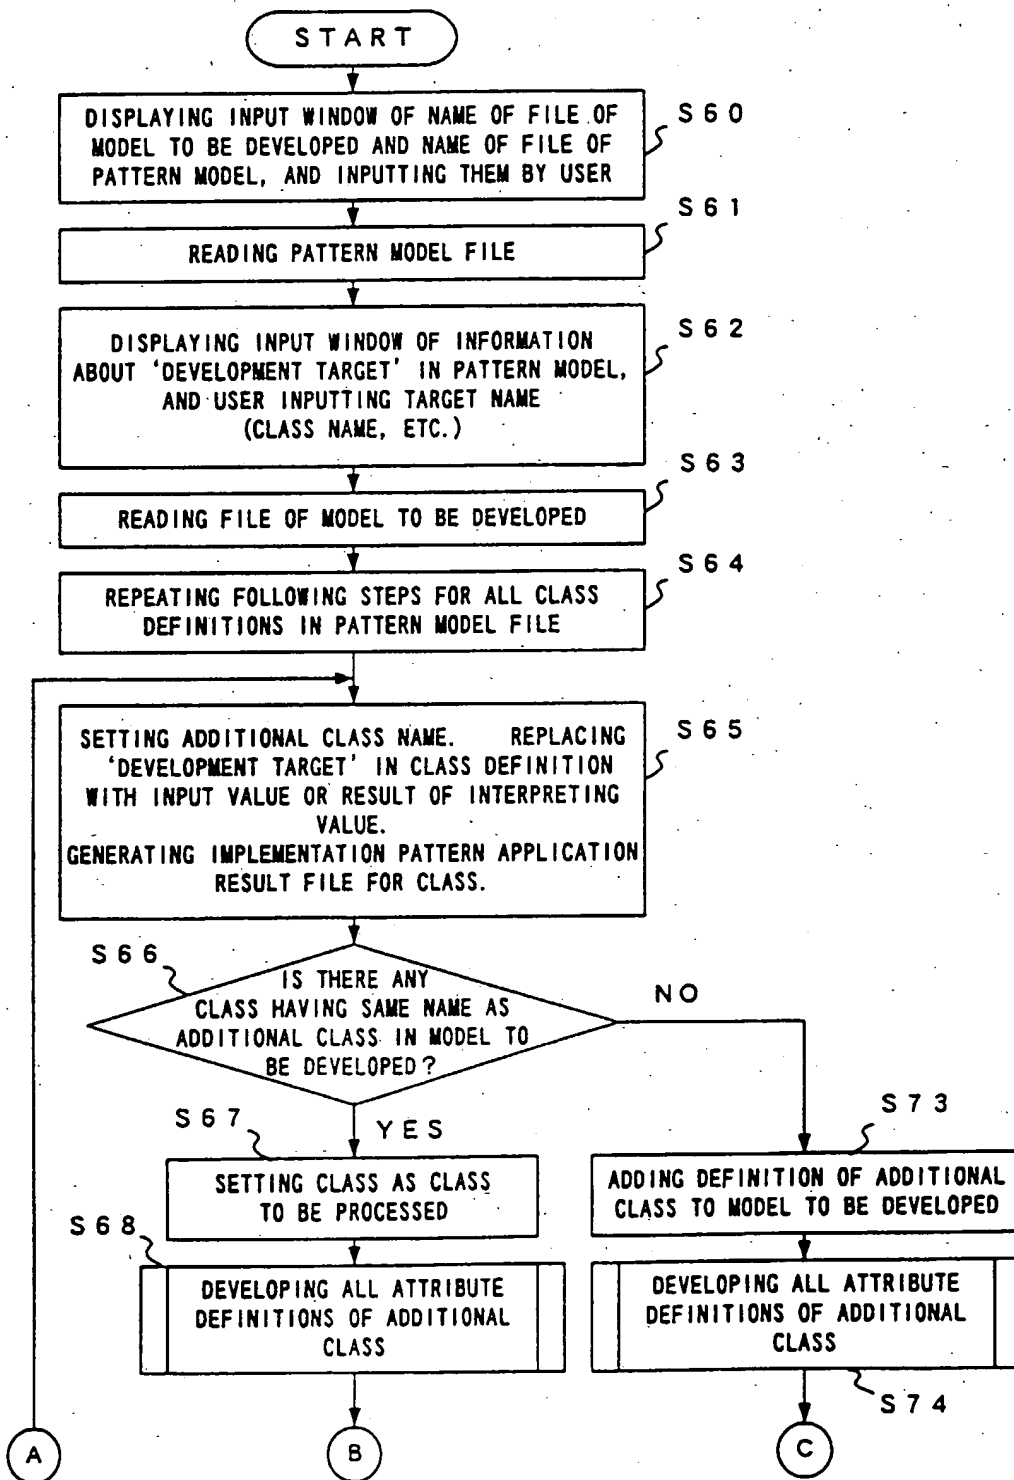 START
S60
DISPLAYING INPUT WINDOW OF NAME OF FILE OF
MODEL TO BE DEVELOPED AND NAME OF FILE OF
PATTERN MODEL, AND INPUTTING THEM BY USER
S61
READING PATTERN MODEL FILE
S62
DISPLAYING INPUT WINDOW OF INFORMATION
ABOUT ‘DEVELOPMENT TARGET’ IN PATTERN MODEL,
AND USER INPUTTING TARGET NAME
(CLASS NAME, ETC.)
S63
READING FILE OF MODEL TO BE DEVELOPED
S64
REPEATING FOLLOWING STEPS FOR ALL CLASS
DEFINITIONS IN PATTERN MODEL FILE
S65
SETTING ADDITIONAL CLASS NAME. REPLACING
‘DEVELOPMENT TARGET’ IN CLASS DEFINITION
WITH INPUT VALUE OR RESULT OF INTERPRETING
VALUE.
GENERATING IMPLEMENTATION PATTERN APPLICATION
RESULT FILE FOR CLASS.
S66
IS THERE ANY
CLASS HAVING SAME NAME AS
ADDITIONAL CLASS IN MODEL TO
BE DEVELOPED?
NO
YES
S67
SETTING CLASS AS CLASS
TO BE PROCESSED
S68
DEVELOPING ALL ATTRIBUTE
DEFINITIONS OF ADDITIONAL
CLASS
S73
ADDING DEFINITION OF ADDITIONAL
CLASS TO MODEL TO BE DEVELOPED
DEVELOPING ALL ATTRIBUTE
DEFINITIONS OF ADDITIONAL
CLASS
S74
A
B
C